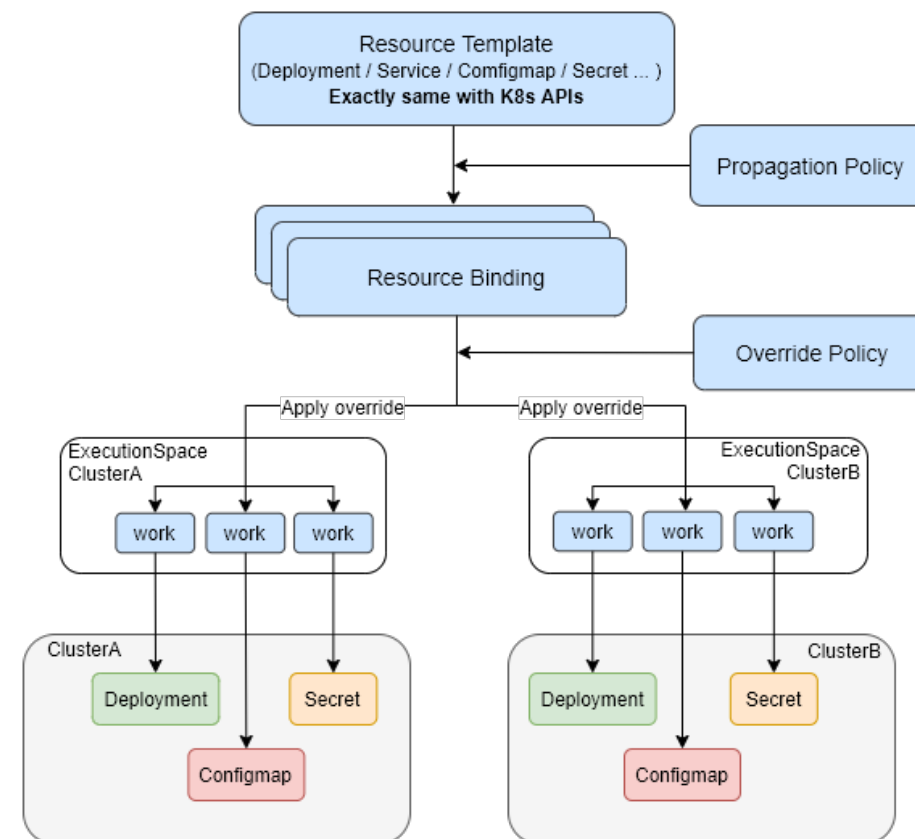 Resource Template
(Deployment / Service / Comfigmap / Secret ... )
Exactly same with K8s APIs
Propagation Policy
Resource Binding
Override Policy
Apply override
Apply override
ExecutionSpace
ClusterA
ExecutionSpace
ClusterB
work
work
work
work
work
work
ClusterA
ClusterB
Deployment
Secret
Deployment
Secret
Configmap
Configmap